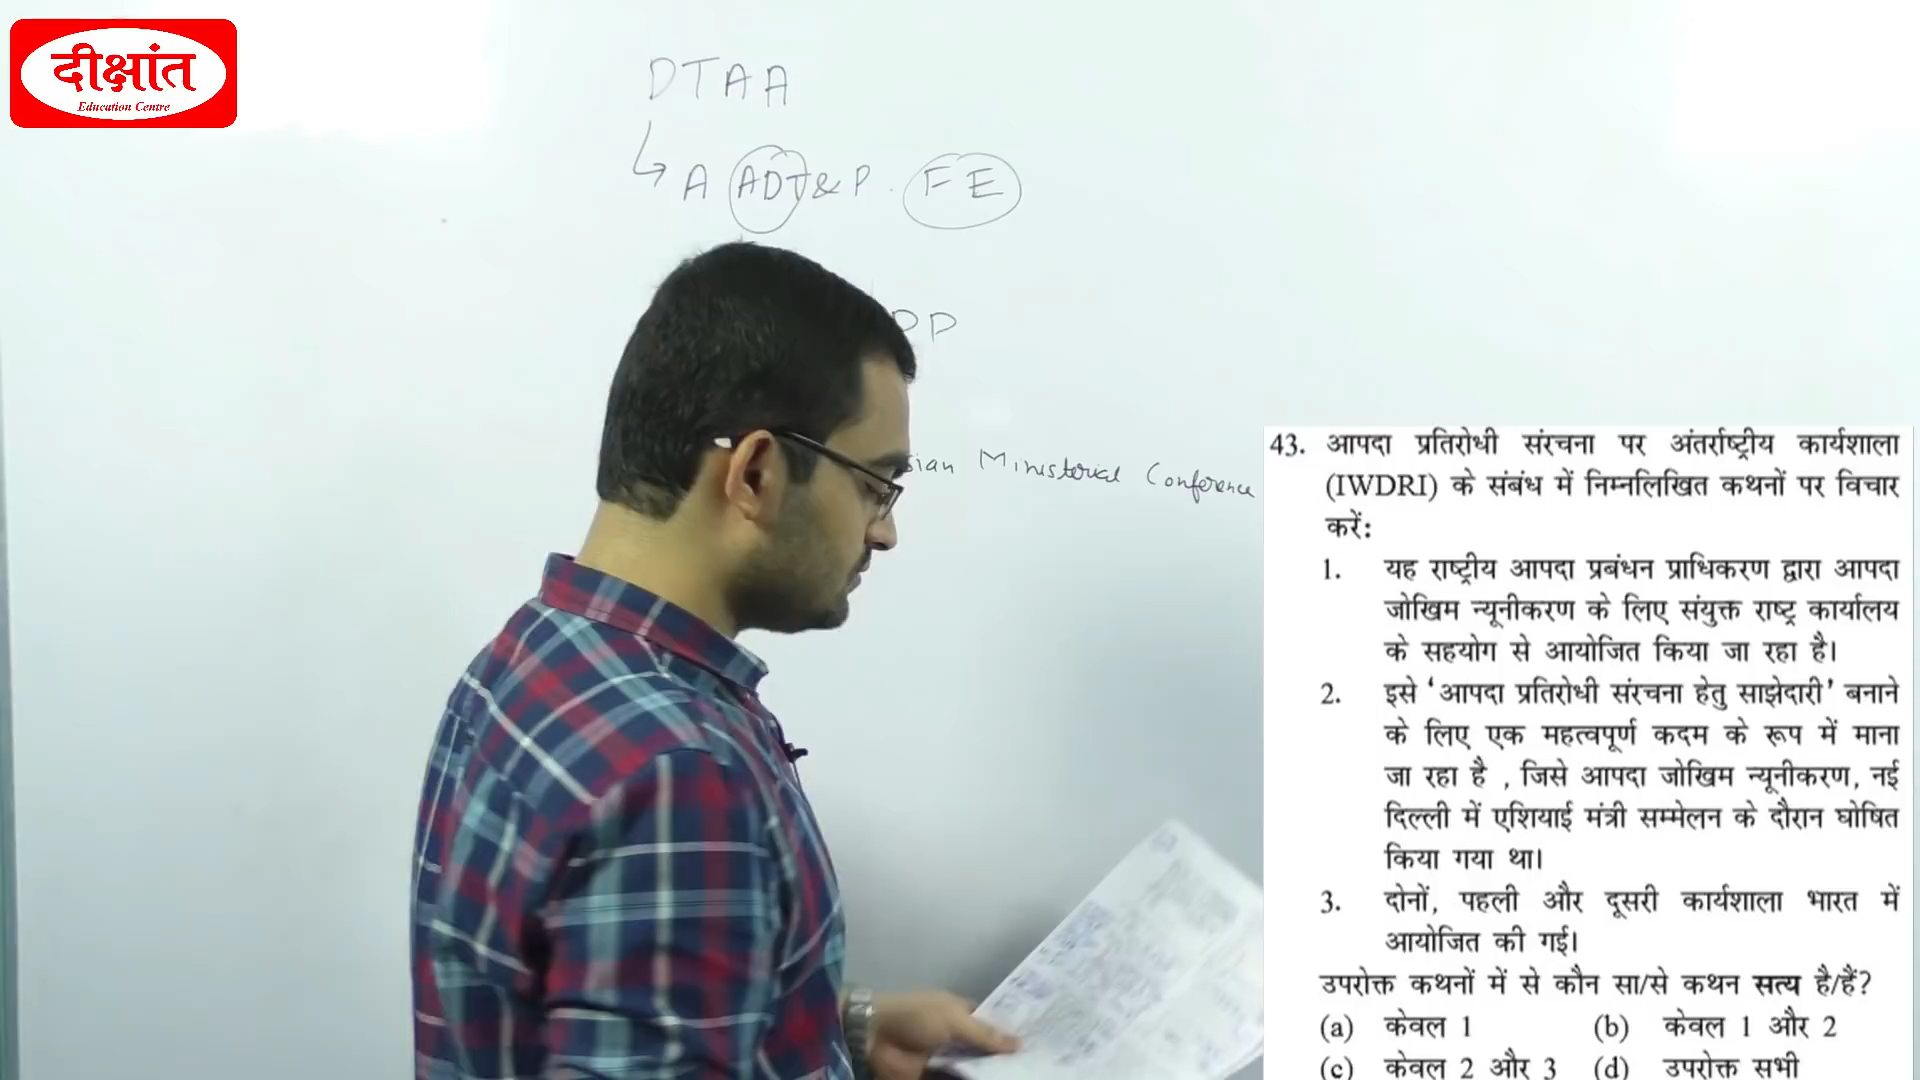 दीक्षांत
Education Centre
DTAA
A ADT & P. FE
DP
sian Ministerial Conference
43. आपदा प्रतिरोधी संरचना पर अंतर्राष्ट्रीय कार्यशाला
(IWDRI) के संबंध में निम्नलिखित कथनों पर विचार
करें:
1. यह राष्ट्रीय आपदा प्रबंधन प्राधिकरण द्वारा आपदा
जोखिम न्यूनीकरण के लिए संयुक्त राष्ट्र कार्यालय
के सहयोग से आयोजित किया जा रहा है।
2. इसे ‘आपदा प्रतिरोधी संरचना हेतु साझेदारी’ बनाने
के लिए एक महत्वपूर्ण कदम के रूप में माना
जा रहा है , जिसे आपदा जोखिम न्यूनीकरण, नई
दिल्ली में एशियाई मंत्री सम्मेलन के दौरान घोषित
किया गया था।
3. दोनों, पहली और दूसरी कार्यशाला भारत में
आयोजित की गई।
उपरोक्त कथनों में से कौन सा/से कथन सत्य है/हैं?
(a) केवल 1 (b) केवल 1 और 2
(c) केवल 2 और 3 (d) उपरोक्त सभी